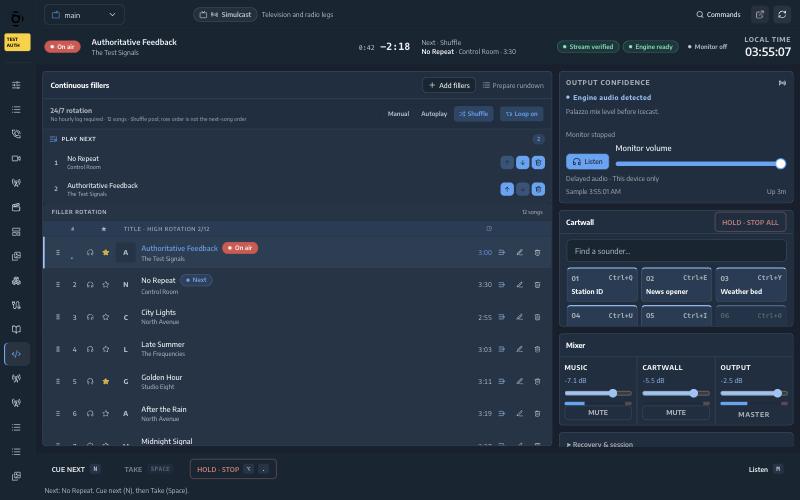 main
Simulcast
Television and radio legs
Commands
TEST AUTH
On air
Authoritative Feedback
The Test Signals
0:42 −2:18
Next · Shuffle
No Repeat · Control Room · 3:30
Stream verified
Engine ready
Monitor off
LOCAL TIME
03:55:07
Continuous fillers
+ Add fillers
Prepare rundown
24/7 rotation
No hourly log required · 12 songs · Shuffle pool; row order is not the next-song order
Manual
Autoplay
Shuffle
Loop on
PLAY NEXT
2
1
No Repeat
Control Room
2
Authoritative Feedback
The Test Signals
FILLER ROTATION
12 songs
# ★ TITLE · HIGH ROTATION 2/12
A Authoritative Feedback On air 3:00
The Test Signals
2 N No Repeat Next 3:30
Control Room
3 C City Lights 2:55
North Avenue
4 L Late Summer 3:03
The Frequencies
5 G Golden Hour 3:11
Studio Eight
6 A After the Rain 3:19
North Avenue
Midnight Signal
OUTPUT CONFIDENCE
Engine audio detected
Palazzo mix level before Icecast.
Monitor stopped
Listen
Monitor volume
Delayed audio · This device only
Sample 3:55:01 AM
Up 3m
Cartwall
HOLD · STOP ALL
Find a sounder...
01 Ctrl+Q
Station ID
02 Ctrl+E
News opener
03 Ctrl+Y
Weather bed
04 Ctrl+U
05 Ctrl+I
06 Ctrl+O
Mixer
MUSIC
-7.1 dB
MUTE
CARTWALL
-5.5 dB
MUTE
OUTPUT
-2.5 dB
MASTER
▸ Recovery & session
CUE NEXT N
TAKE SPACE
HOLD · STOP ⌥ .
Listen M
Next: No Repeat. Cue next (N), then Take (Space).